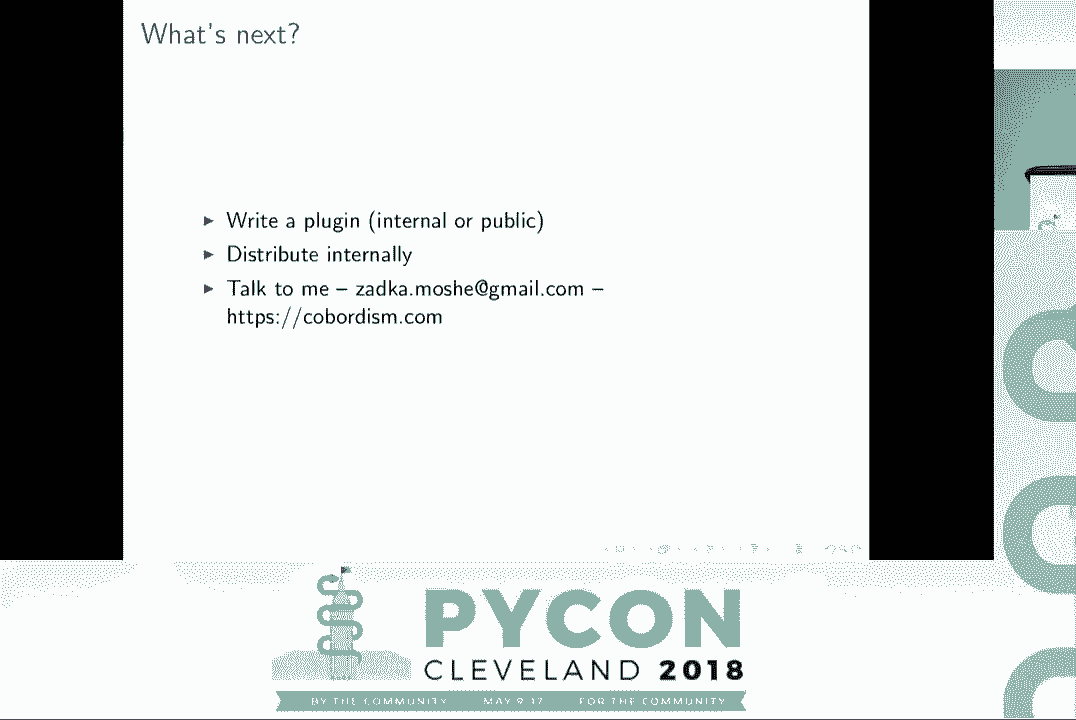 What's next?
Write a plugin (internal or public)
Distribute internally
Talk to me – zadka.moshe@gmail.com –
https://cobordism.com
PYCON
CLEVELAND 2018
BY THE COMMUNITY MAY 9-17 FOR THE COMMUNITY